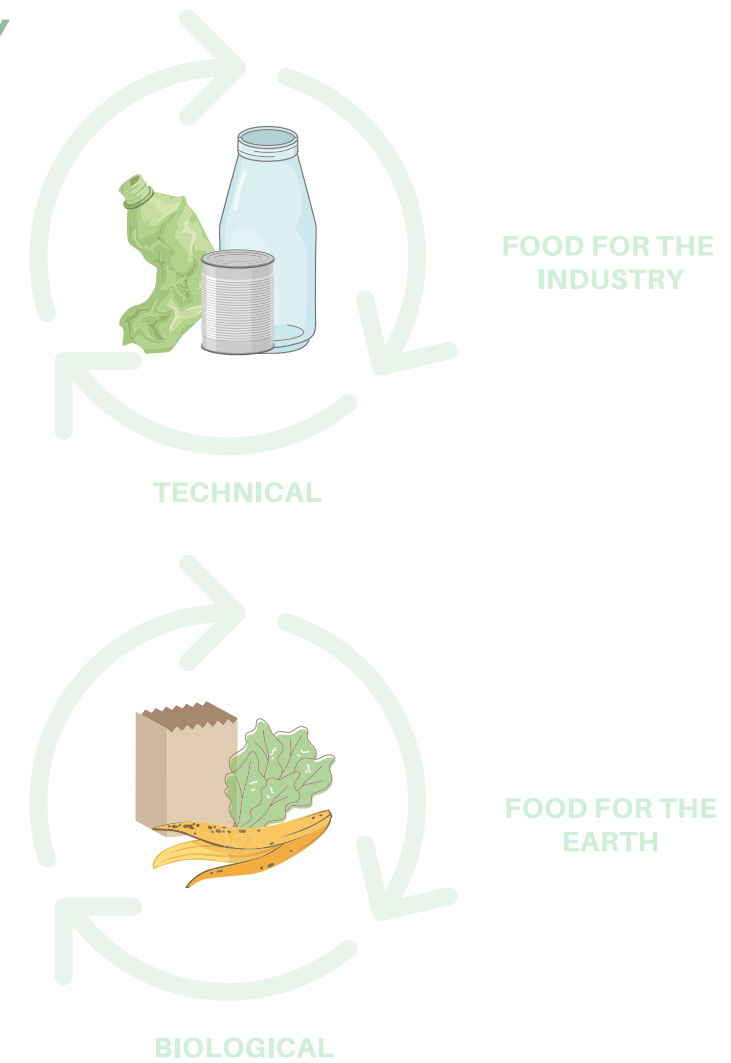 FOOD FOR THE
INDUSTRY
TECHNICAL
FOOD FOR THE
EARTH
BIOLOGICAL